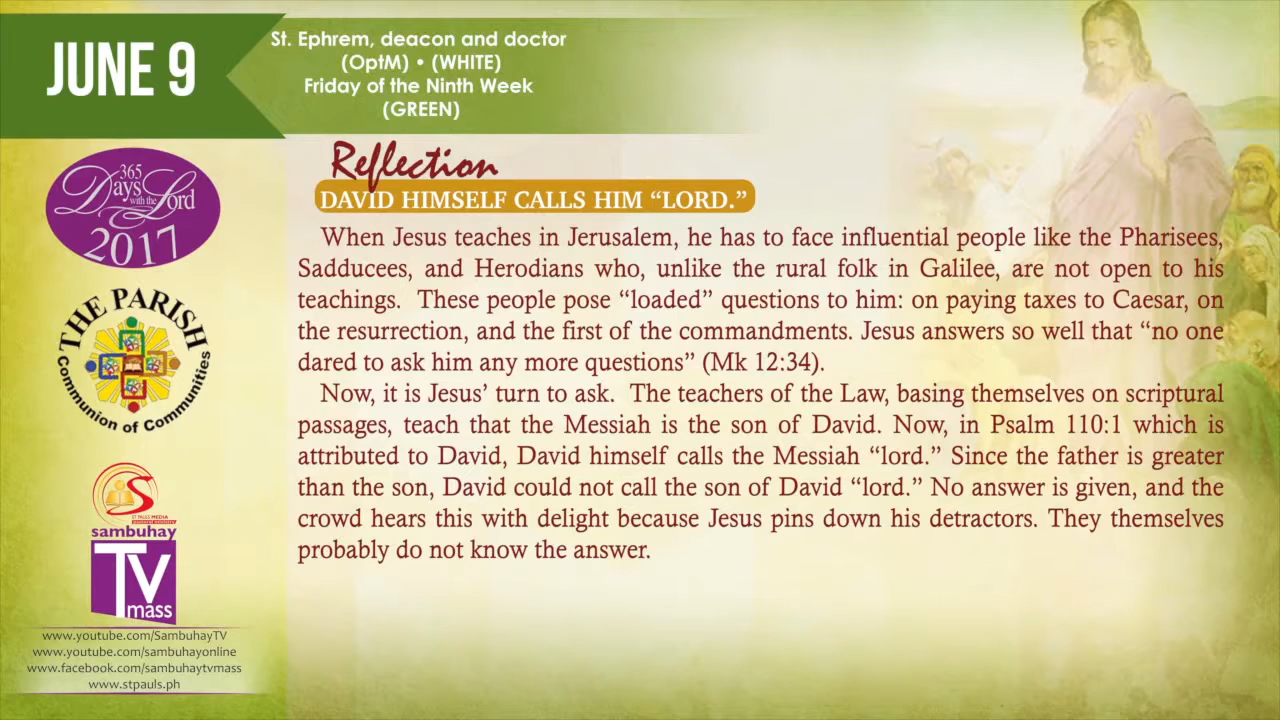 JUNE 9
St. Ephrem, deacon and doctor
(OptM) • (WHITE)
Friday of the Ninth Week
(GREEN)
365
Days
with the
Lord
2017
THE PARISH
Communion of Communities
ST PAULS MEDIA
sambuhay
TV
mass
www.youtube.com/SambuhayTV
www.youtube.com/sambuhayonline
www.facebook.com/sambuhaytvmass
www.stpauls.ph
Reflection
DAVID HIMSELF CALLS HIM “LORD.”
When Jesus teaches in Jerusalem, he has to face influential people like the Pharisees,
Sadducees, and Herodians who, unlike the rural folk in Galilee, are not open to his
teachings. These people pose “loaded” questions to him: on paying taxes to Caesar, on
the resurrection, and the first of the commandments. Jesus answers so well that “no one
dared to ask him any more questions” (Mk 12:34).
Now, it is Jesus’ turn to ask. The teachers of the Law, basing themselves on scriptural
passages, teach that the Messiah is the son of David. Now, in Psalm 110:1 which is
attributed to David, David himself calls the Messiah “lord.” Since the father is greater
than the son, David could not call the son of David “lord.” No answer is given, and the
crowd hears this with delight because Jesus pins down his detractors. They themselves
probably do not know the answer.